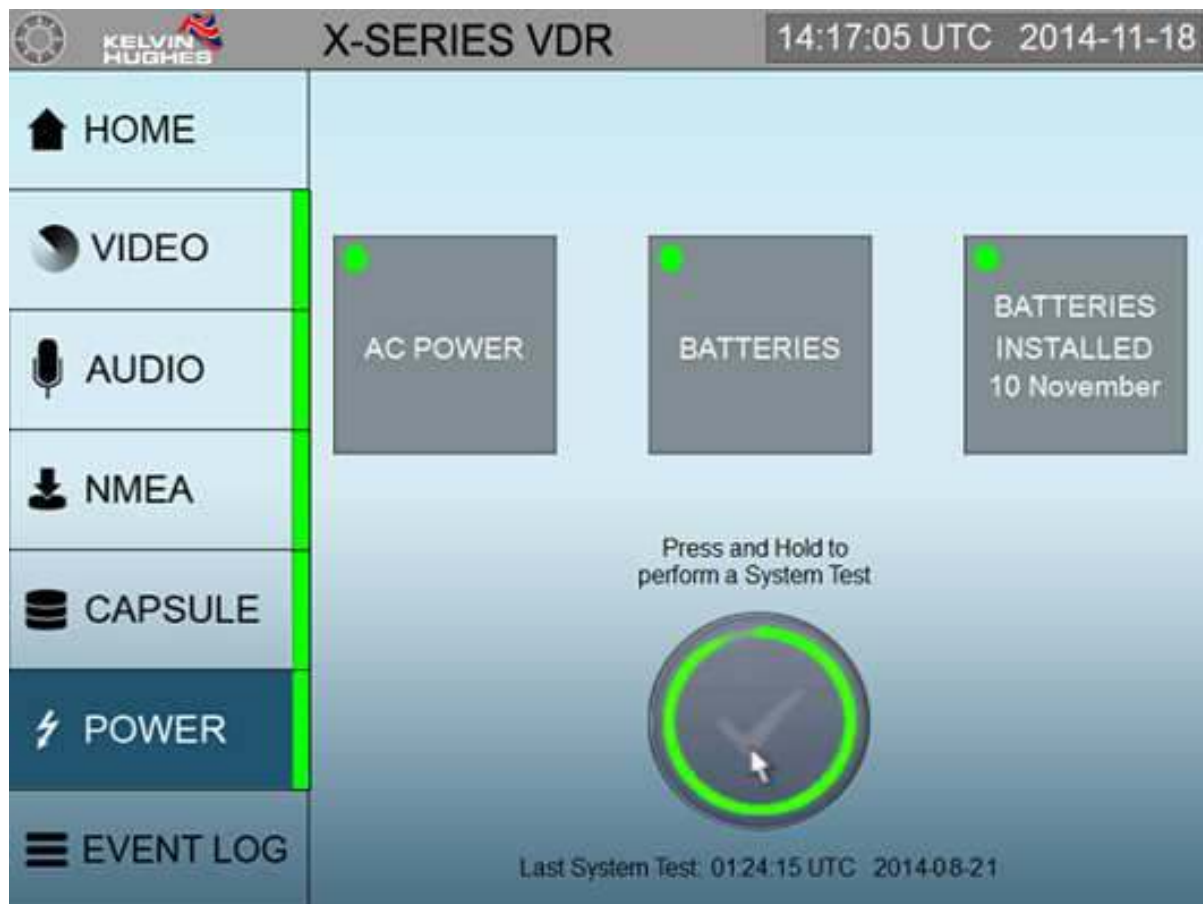 KELVIN
HUGHES
X-SERIES VDR
14:17:05 UTC 2014-11-18
HOME
VIDEO
AUDIO
NMEA
CAPSULE
POWER
EVENT LOG
AC POWER
BATTERIES
BATTERIES
INSTALLED
10 November
Press and Hold to
perform a System Test
Last System Test: 01:24:15 UTC 2014-08-21